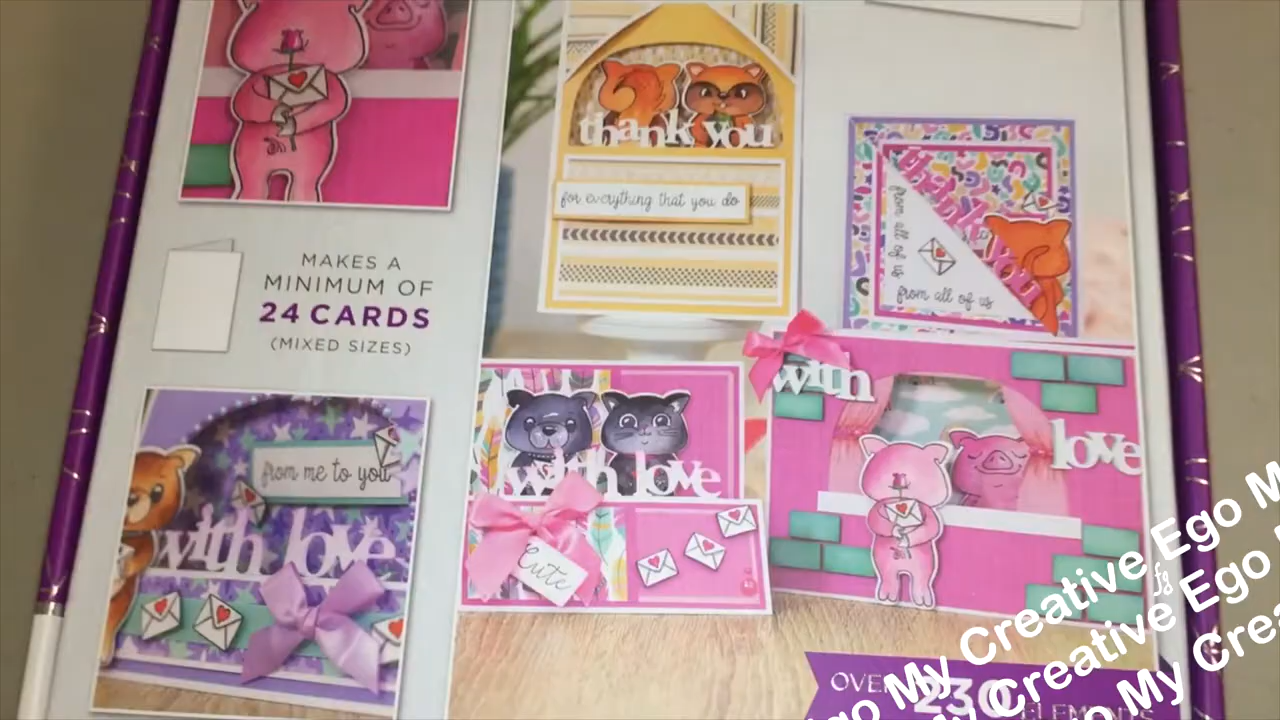 thank you
for everything that you do
thank you
from all of us
from all of us
MAKES A
MINIMUM OF
24 CARDS
(MIXED SIZES)
with
love
with love
Cute
from me to you
with love
OVER 230 ELEMENTS
My Creative Ego M
My Creative Ego
My Crea